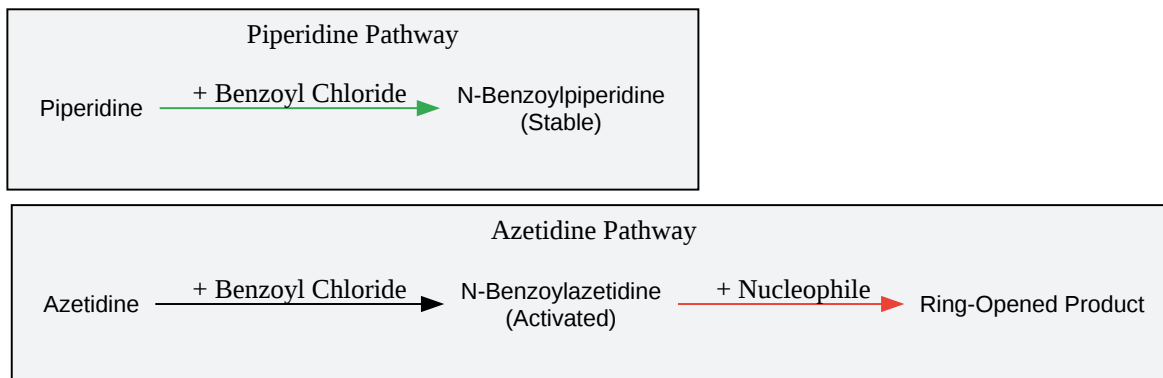 Piperidine Pathway
Piperidine
+ Benzoyl Chloride
N-Benzoylpiperidine
(Stable)
Azetidine Pathway
Azetidine
+ Benzoyl Chloride
N-Benzoylazetidine
(Activated)
+ Nucleophile
Ring-Opened Product